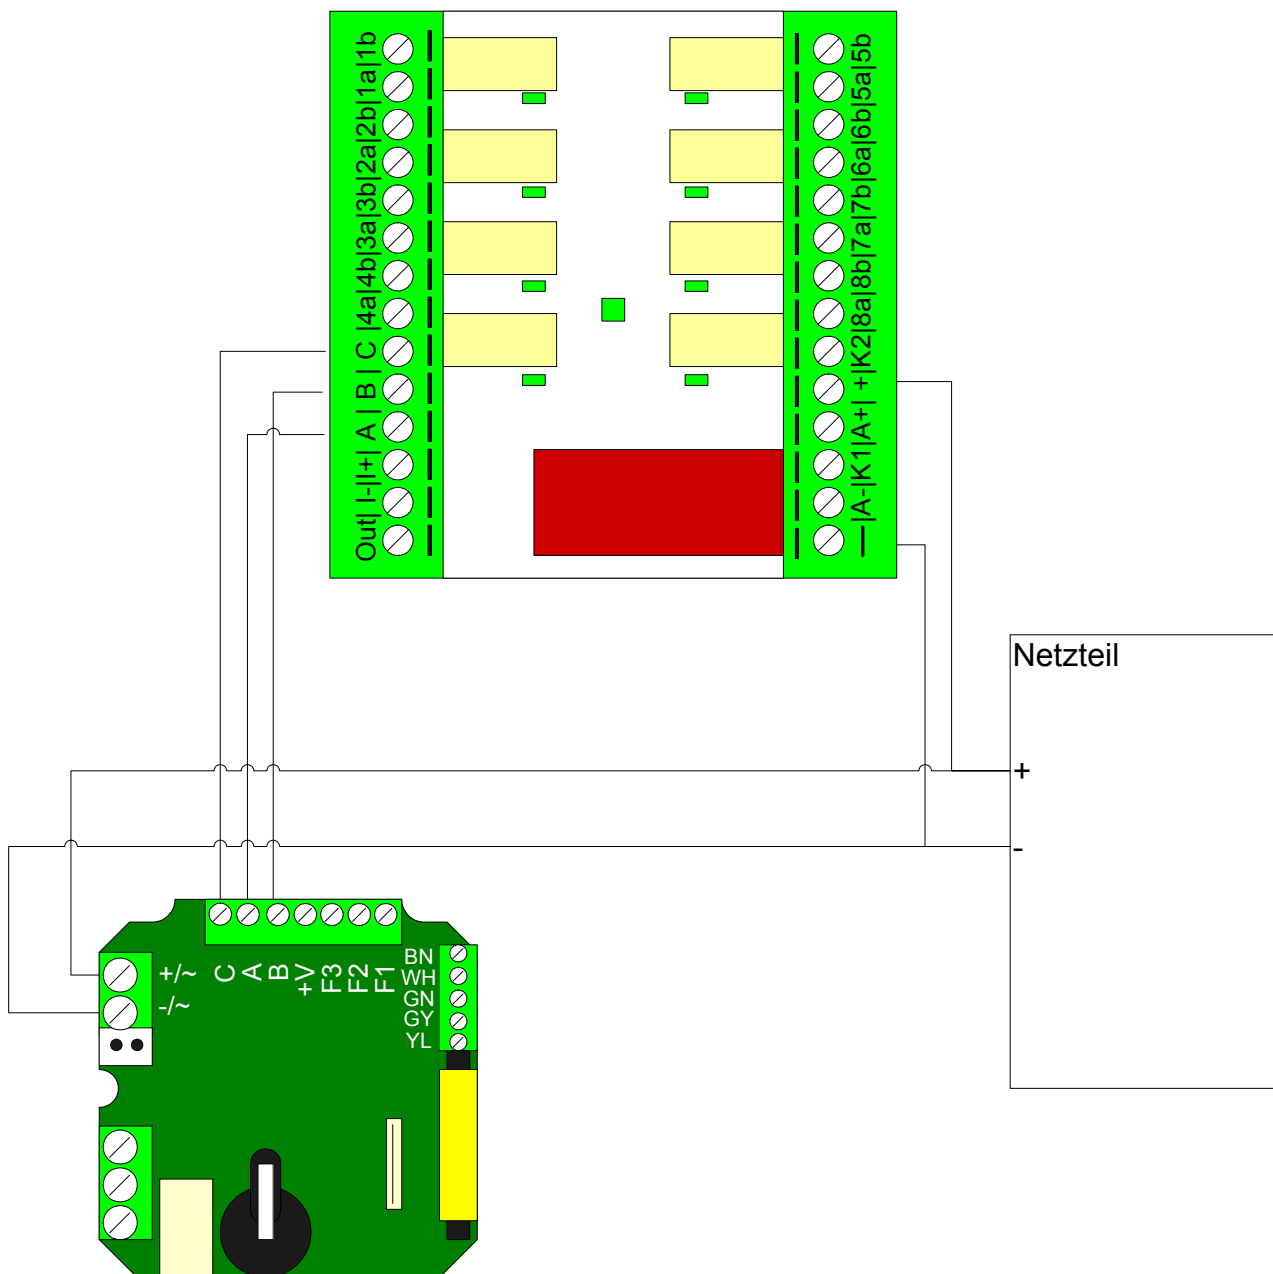 Out| I-|I+| A | B | C |4a|4b|3a|3b|2a|2b|1a|1b
—|A-|K1|A+| +|K2|8a|8b|7a|7b|6a|6b|5a|5b
Netzteil
+
-
+/~
-/~
C
A
B
+V
F3
F2
F1
BN
WH
GN
GY
YL